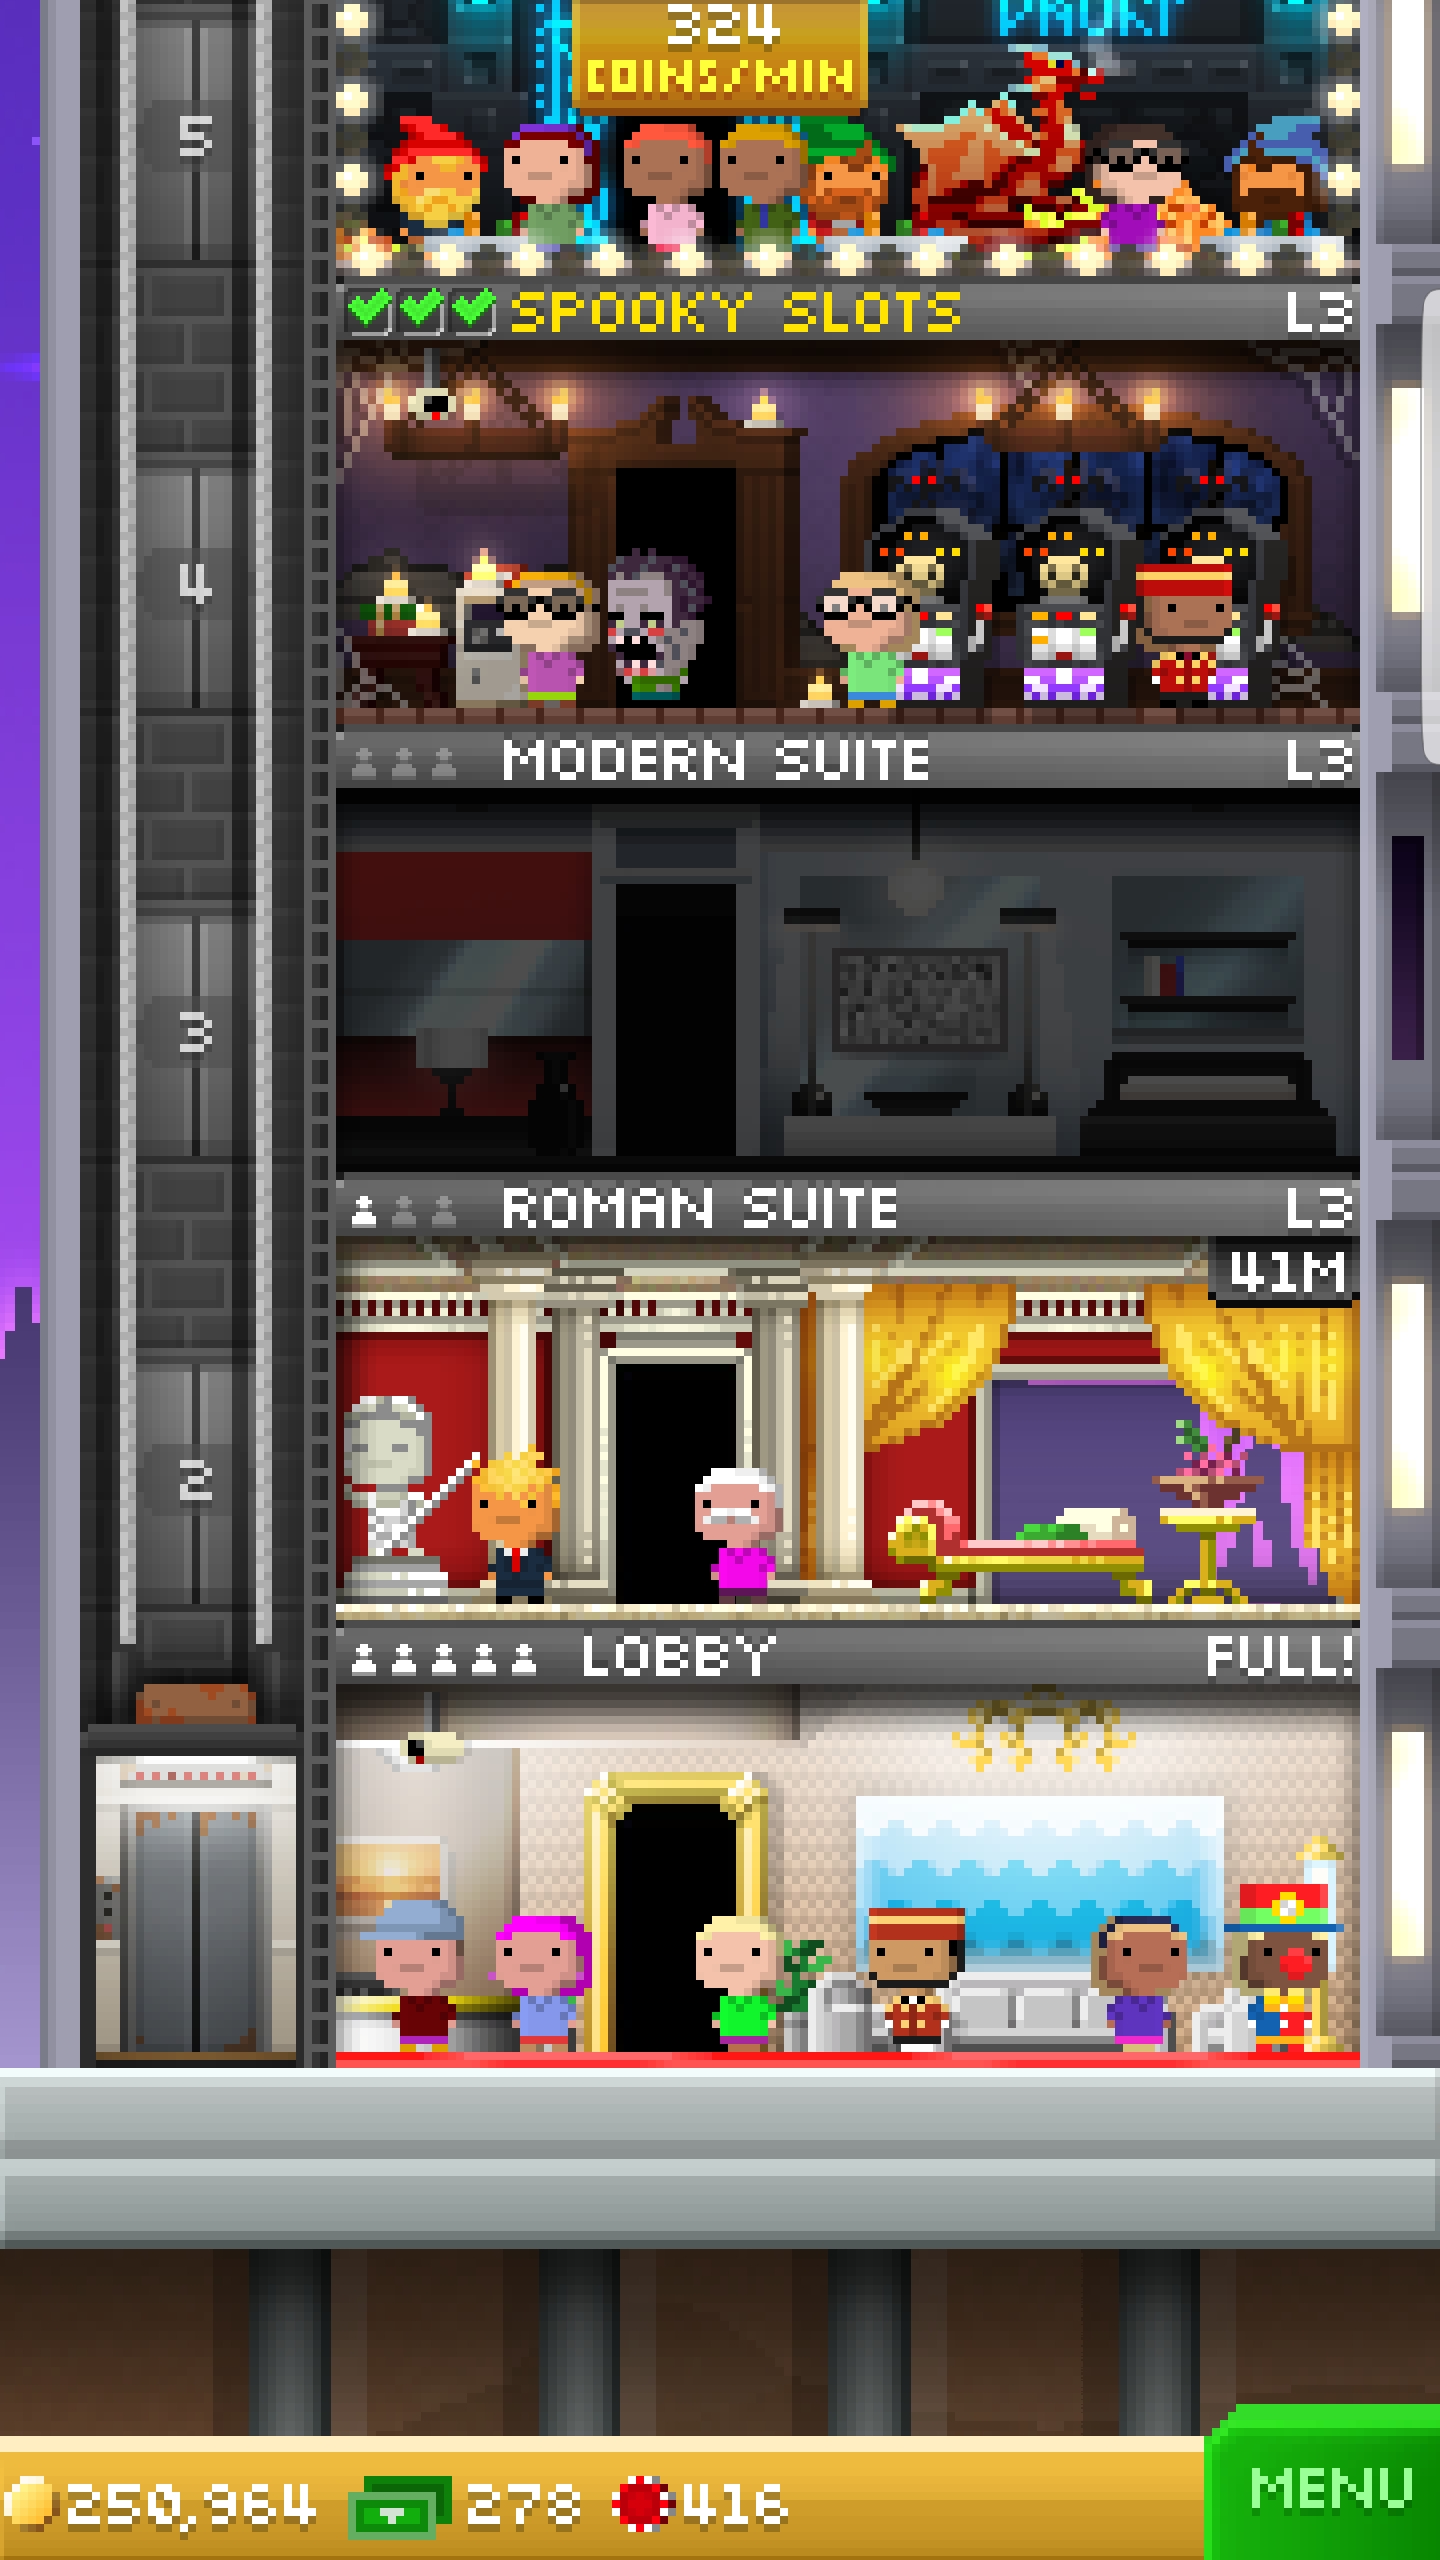 324
COINS/MIN
5
SPOOKY SLOTS L3
4
MODERN SUITE L3
3
ROMAN SUITE L3
41M
2
LOBBY FULL!
250,964 278 416 MENU